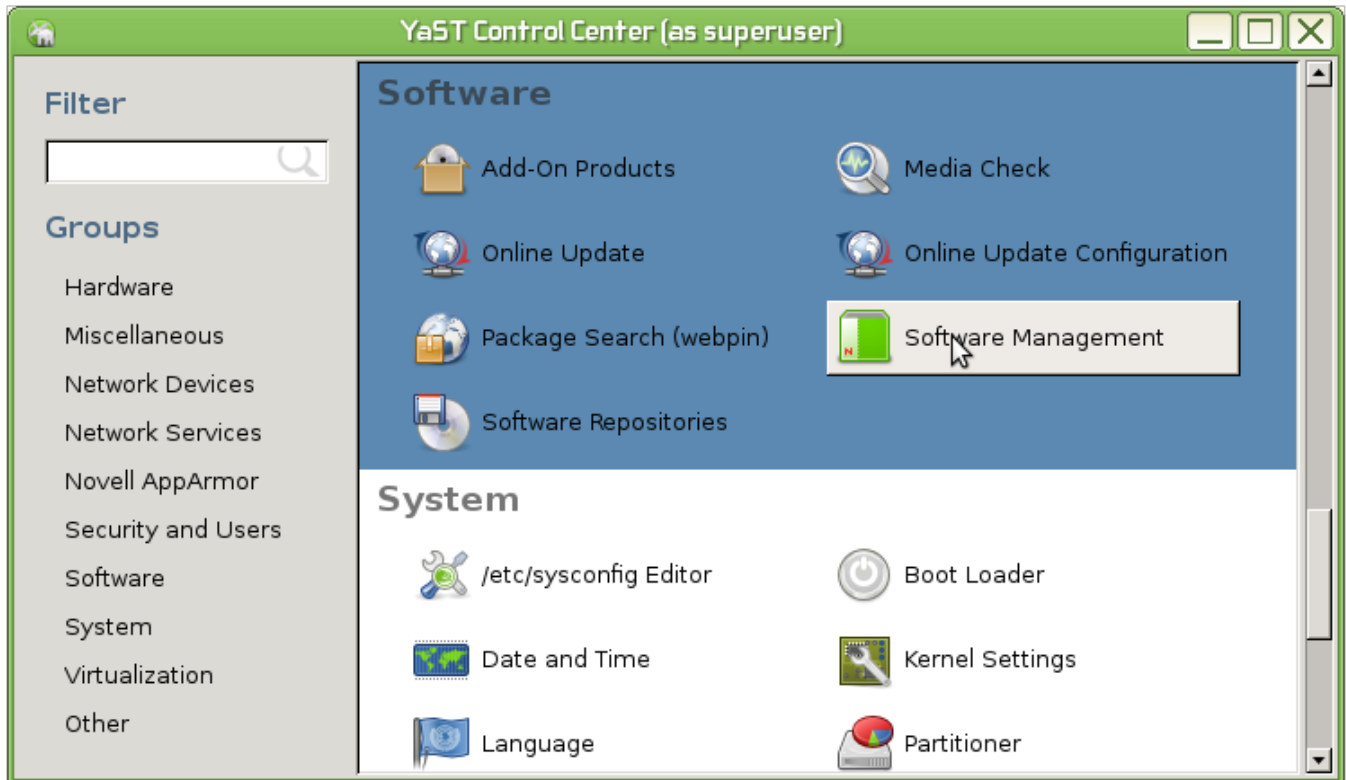 YaST Control Center (as superuser)
Filter
Groups
Hardware
Miscellaneous
Network Devices
Network Services
Novell AppArmor
Security and Users
Software
System
Virtualization
Other
Software
Add-On Products
Media Check
Online Update
Online Update Configuration
Package Search (webpin)
N
Software Management
Software Repositories
System
/etc/sysconfig Editor
Boot Loader
Date and Time
Kernel Settings
Language
Partitioner